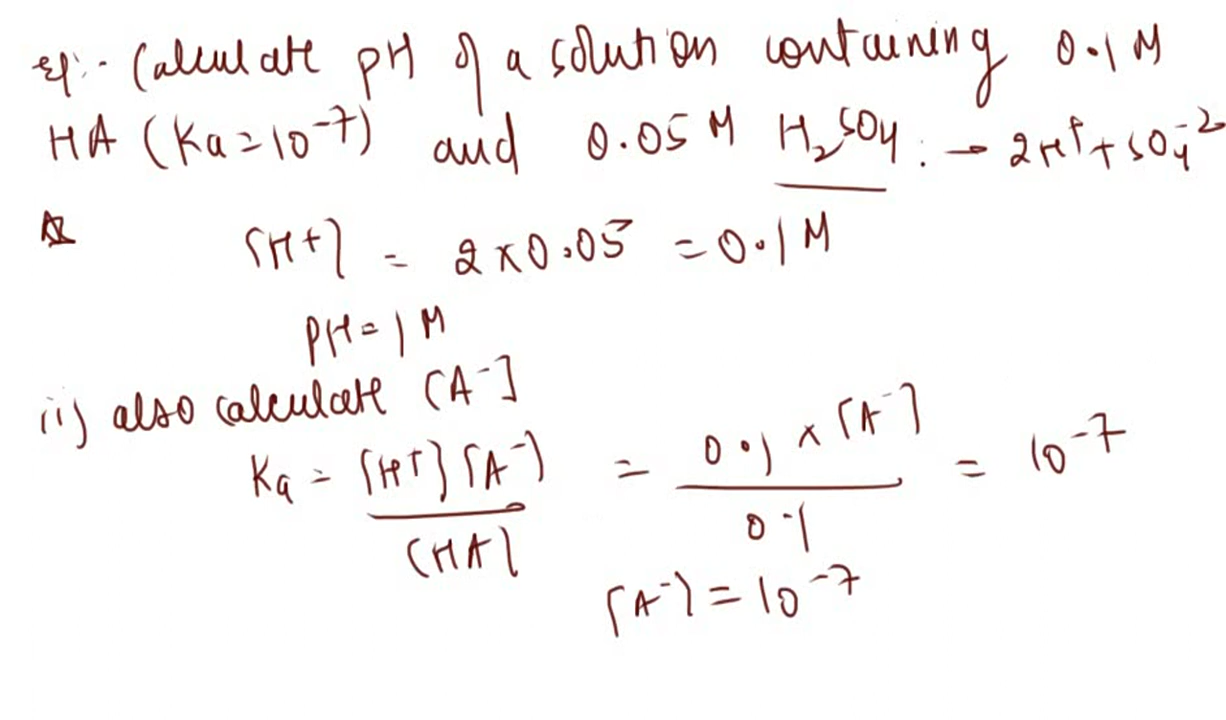 eg:- Calculate pH of a solution containing 0.1 M
HA (Ka = 10⁻⁷) and 0.05 M H₂SO₄ : → 2H⁺ + SO₄⁻²
[H⁺] = 2 × 0.05 = 0.1 M
PH = 1 M
ii) also calculate [A⁻]
Ka = [H⁺][A⁻] / [HA] = 0.1 × [A⁻] / 0.1 = 10⁻⁷
[A⁻] = 10⁻⁷